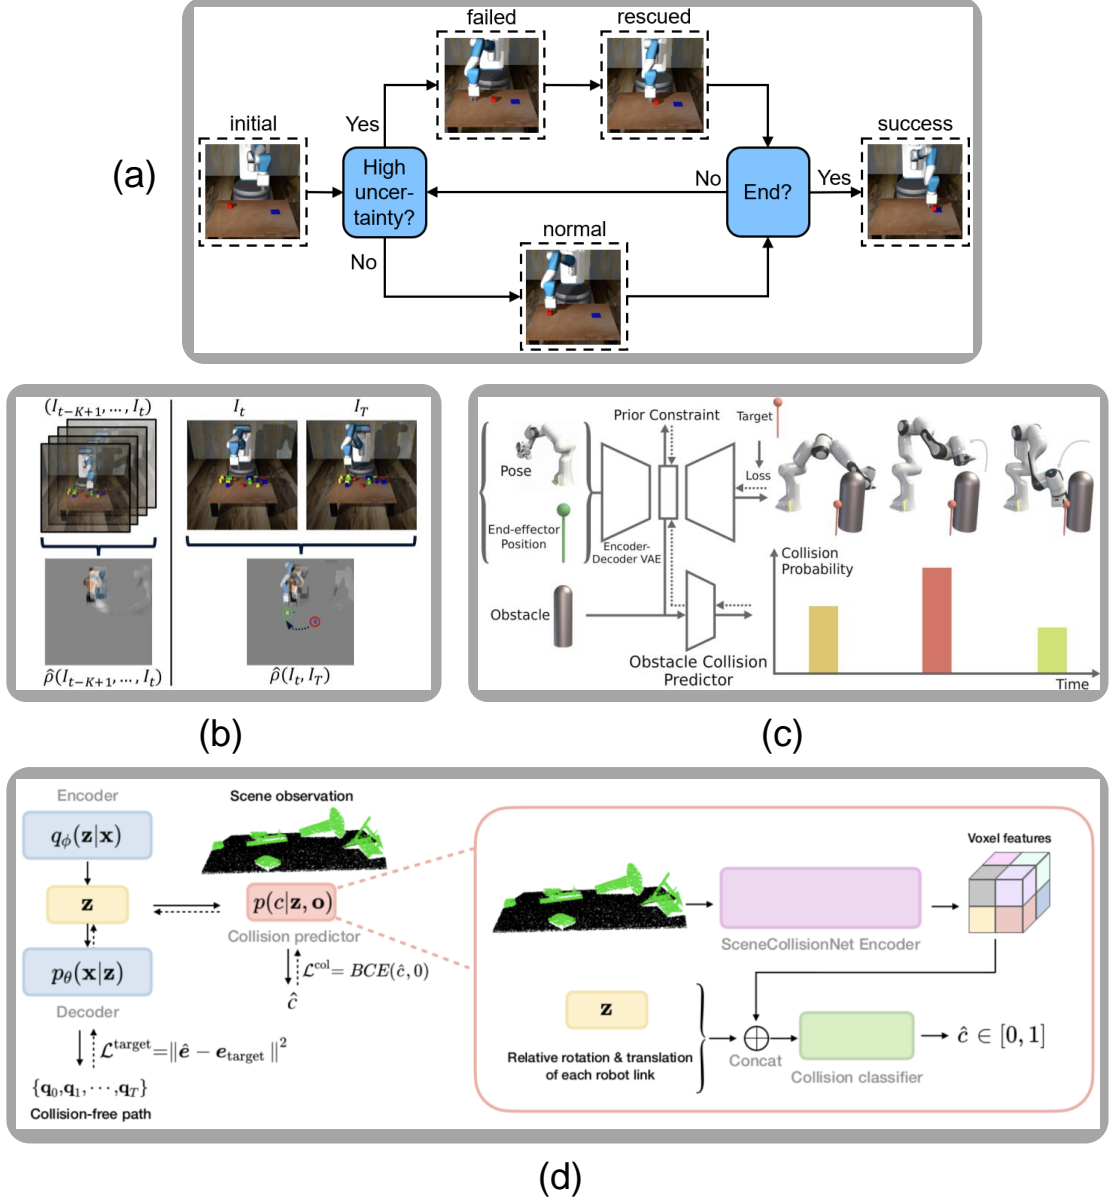 failed
rescued
initial
Yes
success
(a)
High
uncer-
tainty?
No
End?
Yes
normal
No
(I_{t-K+1}, ..., I_t)
I_t
I_T
ρ̂(I_{t-K+1}, ..., I_t)
ρ̂(I_t, I_T)
(b)
Prior Constraint
Target
Pose
Loss
End-effector
Position
Encoder-
Decoder VAE
Obstacle
Obstacle Collision
Predictor
Collision
Probability
Time
(c)
Encoder
q_ϕ(z|x)
z
p_θ(x|z)
Decoder
ℒ^{target}=‖ê − e_{target}‖²
{q_0,q_1,⋯,q_T}
Collision-free path
Scene observation
p(c|z, o)
Collision predictor
ℒ^{col}= BCE(ĉ, 0)
ĉ
Voxel features
SceneCollisionNet Encoder
z
Relative rotation & translation
of each robot link
Concat
Collision classifier
ĉ ∈ [0, 1]
(d)